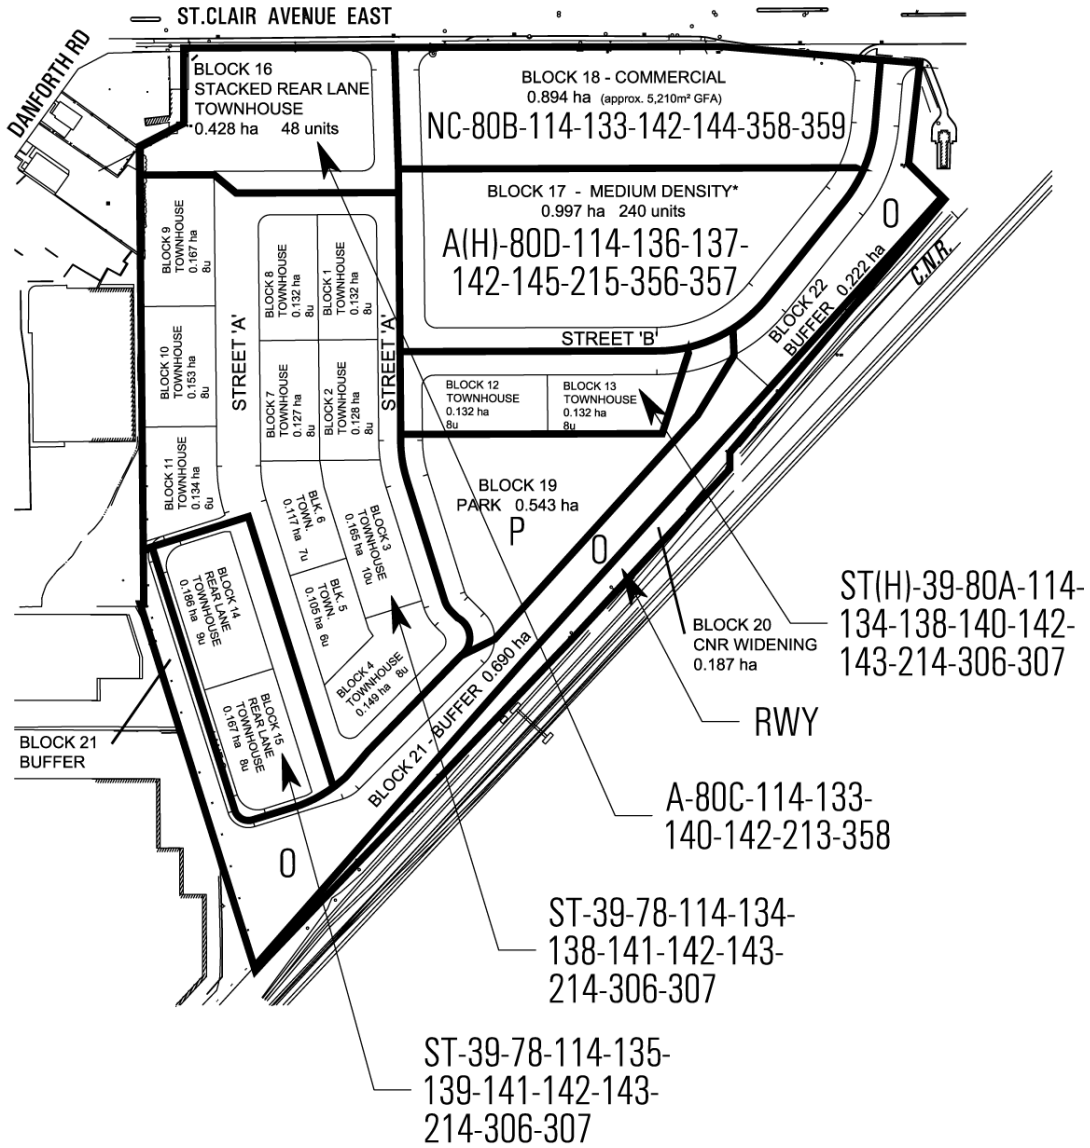 ST.CLAIR AVENUE EAST
DANFORTH RD
BLOCK 16
STACKED REAR LANE
TOWNHOUSE
0.428 ha 48 units
BLOCK 18 - COMMERCIAL
0.894 ha (approx. 5,210m² GFA)
NC-80B-114-133-142-144-358-359
BLOCK 17 - MEDIUM DENSITY*
0.997 ha 240 units
A(H)-80D-114-136-137-
142-145-215-356-357
O
BLOCK 22
BUFFER 0.222 ha
C.N.R.
BLOCK 9
TOWNHOUSE
0.167 ha
8u
BLOCK 8
TOWNHOUSE
0.132 ha
8u
BLOCK 1
TOWNHOUSE
0.132 ha
8u
STREET 'A'
STREET 'A'
STREET 'B'
BLOCK 10
TOWNHOUSE
0.153 ha
8u
BLOCK 7
TOWNHOUSE
0.127 ha
8u
BLOCK 2
TOWNHOUSE
0.128 ha
8u
BLOCK 12
TOWNHOUSE
0.132 ha
8u
BLOCK 13
TOWNHOUSE
0.132 ha
8u
BLOCK 11
TOWNHOUSE
0.134 ha
6u
BLK. 6
TOWN.
0.117 ha 7u
BLOCK 3
TOWNHOUSE
0.165 ha 10u
BLOCK 19
PARK 0.543 ha
P
O
BLOCK 14
REAR LANE
TOWNHOUSE
0.186 ha 9u
BLK. 5
TOWN.
0.105 ha 6u
BLOCK 4
TOWNHOUSE
0.149 ha 8u
BLOCK 15
REAR LANE
TOWNHOUSE
0.167 ha 8u
BLOCK 20
CNR WIDENING
0.187 ha
ST(H)-39-80A-114-
134-138-140-142-
143-214-306-307
BLOCK 21 - BUFFER 0.690 ha
BLOCK 21
BUFFER
RWY
O
A-80C-114-133-
140-142-213-358
ST-39-78-114-134-
138-141-142-143-
214-306-307
ST-39-78-114-135-
139-141-142-143-
214-306-307